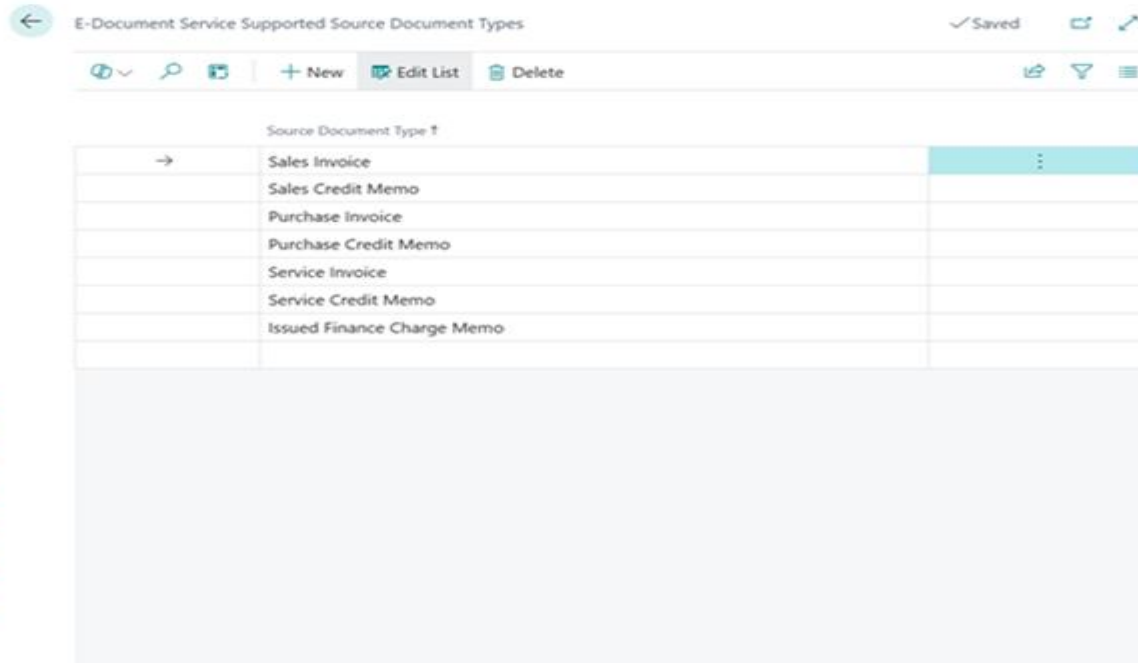 E-Document Service Supported Source Document Types
Saved
New
Edit List
Delete
Source Document Type ↑
Sales Invoice
Sales Credit Memo
Purchase Invoice
Purchase Credit Memo
Service Invoice
Service Credit Memo
Issued Finance Charge Memo